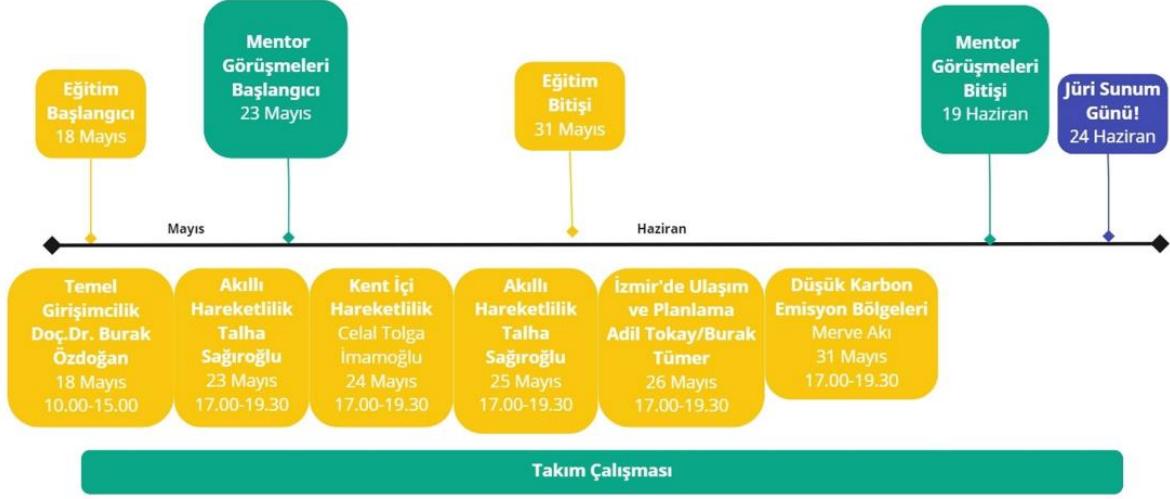 Eğitim
Başlangıcı
18 Mayıs
Mentor
Görüşmeleri
Başlangıcı
23 Mayıs
Eğitim
Bitişi
31 Mayıs
Mentor
Görüşmeleri
Bitişi
19 Haziran
Jüri Sunum
Günü!
24 Haziran
Mayıs
Haziran
Temel
Girişimcilik
Doç.Dr. Burak
Özdoğan
18 Mayıs
10.00-15.00
Akıllı
Hareketlilik
Talha
Sağıroğlu
23 Mayıs
17.00-19.30
Kent İçi
Hareketlilik
Celal Tolga
İmamoğlu
24 Mayıs
17.00-19.30
Akıllı
Hareketlilik
Talha
Sağıroğlu
25 Mayıs
17.00-19.30
İzmir'de Ulaşım
ve Planlama
Adil Tokay/Burak
Tümer
26 Mayıs
17.00-19.30
Düşük Karbon
Emisyon Bölgeleri
Merve Akı
31 Mayıs
17.00-19.30
Takım Çalışması